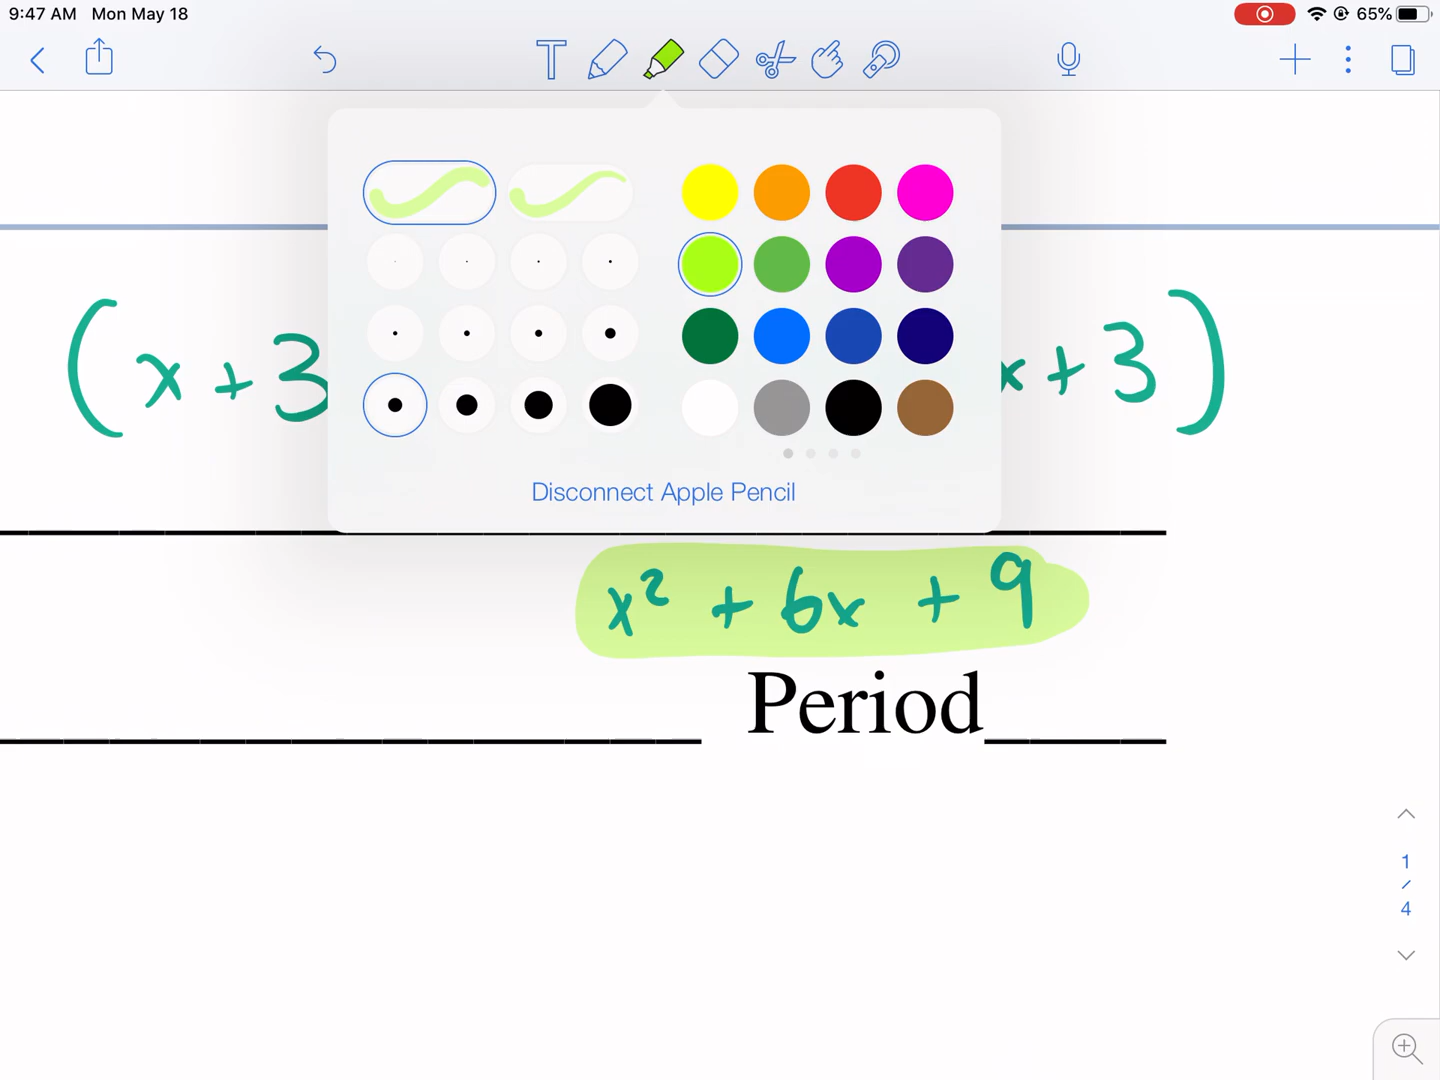 9:47 AM Mon May 18 65%
(x + 3 x + 3)
Disconnect Apple Pencil
x² + 6x + 9
Period
1
/
4